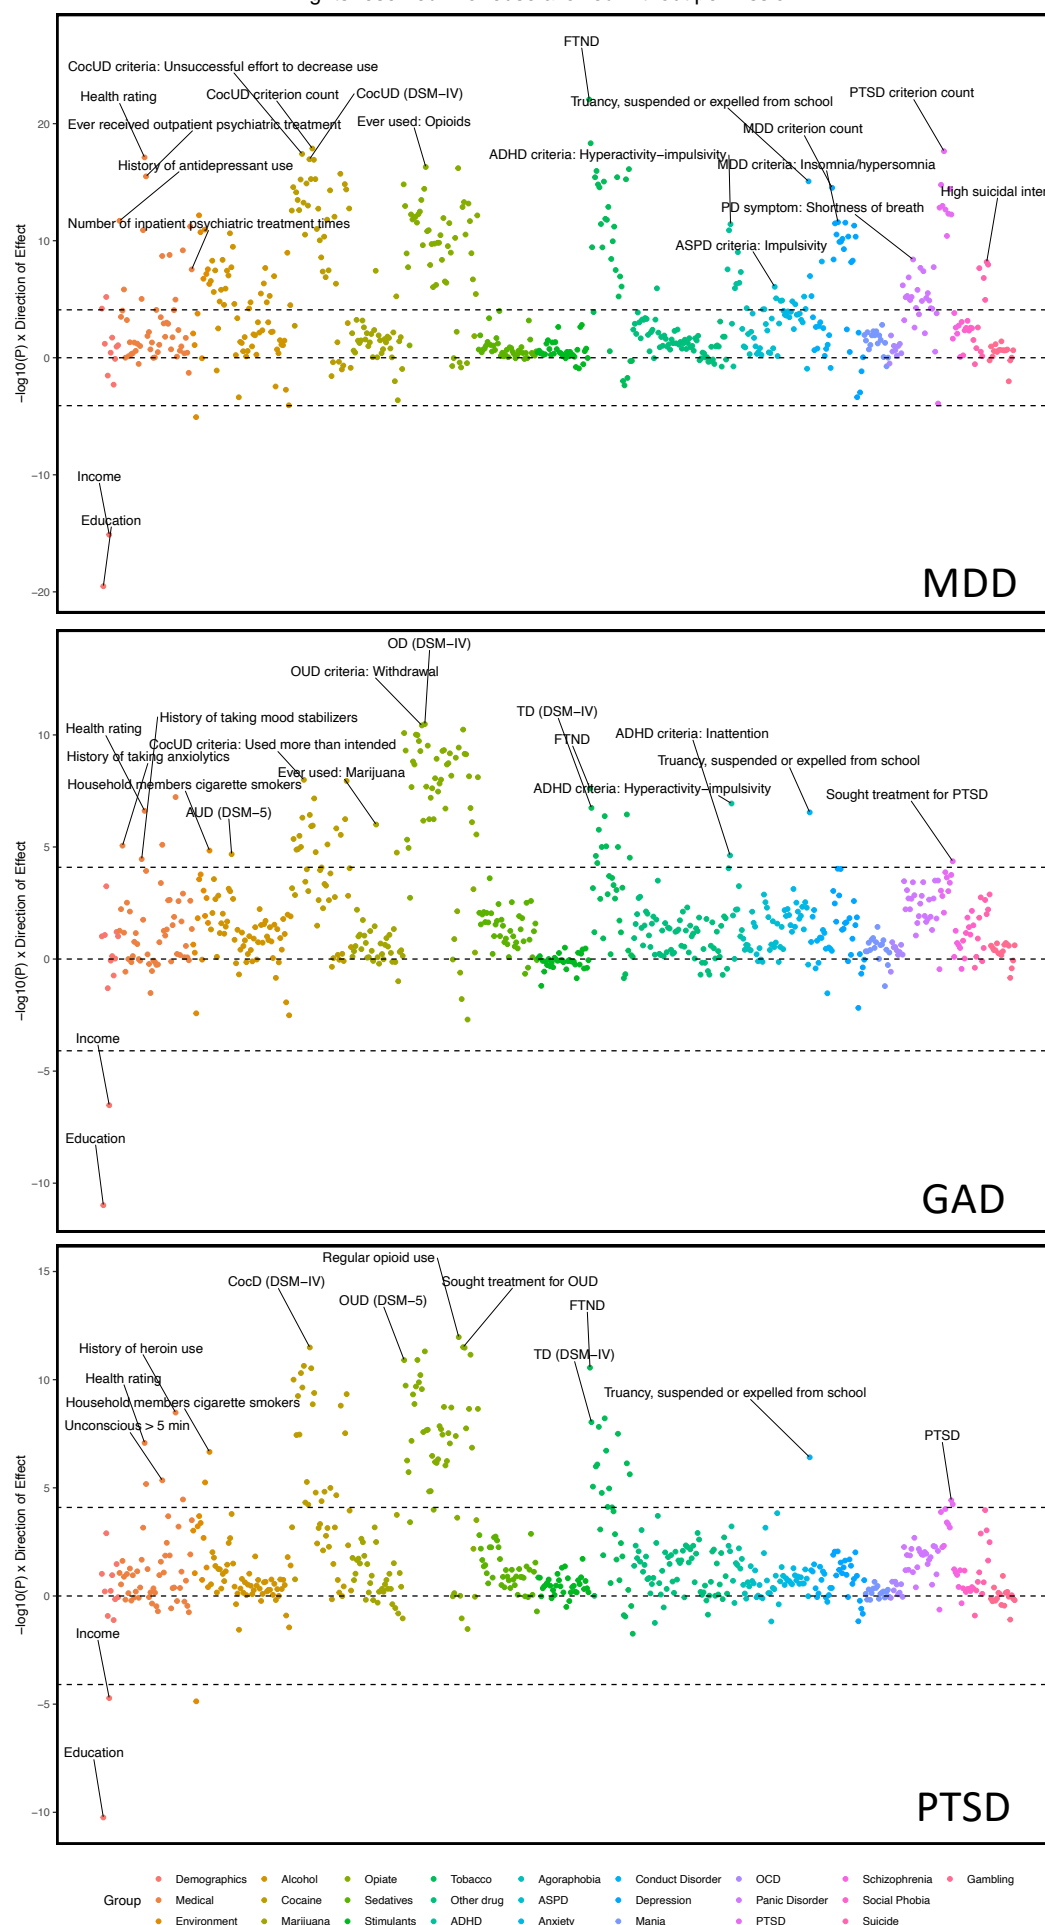 FTND
CocUD criteria: Unsuccessful effort to decrease use
Health rating
CocUD criterion count
CocUD (DSM−IV)
Truancy, suspended or expelled from school
PTSD criterion count
Ever received outpatient psychiatric treatment
Ever used: Opioids
MDD criterion count
History of antidepressant use
ADHD criteria: Hyperactivity−impulsivity
MDD criteria: Insomnia/hypersomnia
High suicidal inter
PD symptom: Shortness of breath
Number of inpatient psychiatric treatment times
ASPD criteria: Impulsivity
Income
Education
20
10
0
−10
−20
−log10(P) x Direction of Effect
MDD
OD (DSM−IV)
OUD criteria: Withdrawal
History of taking mood stabilizers
TD (DSM−IV)
Health rating
CocUD criteria: Used more than intended
FTND
ADHD criteria: Inattention
History of taking anxiolytics
Ever used: Marijuana
Truancy, suspended or expelled from school
Household members cigarette smokers
ADHD criteria: Hyperactivity−impulsivity
Sought treatment for PTSD
AUD (DSM−5)
Income
Education
10
5
0
−5
−10
−log10(P) x Direction of Effect
GAD
Regular opioid use
CocD (DSM−IV)
Sought treatment for OUD
OUD (DSM−5)
FTND
History of heroin use
TD (DSM−IV)
Health rating
Truancy, suspended or expelled from school
Household members cigarette smokers
Unconscious > 5 min
PTSD
Income
Education
15
10
5
0
−5
−10
−log10(P) x Direction of Effect
PTSD
Group
Demographics Alcohol Opiate Tobacco Agoraphobia Conduct Disorder OCD Schizophrenia Gambling
Medical Cocaine Sedatives Other drug ASPD Depression Panic Disorder Social Phobia
Environment Marijuana Stimulants ADHD Anxiety Mania PTSD Suicide